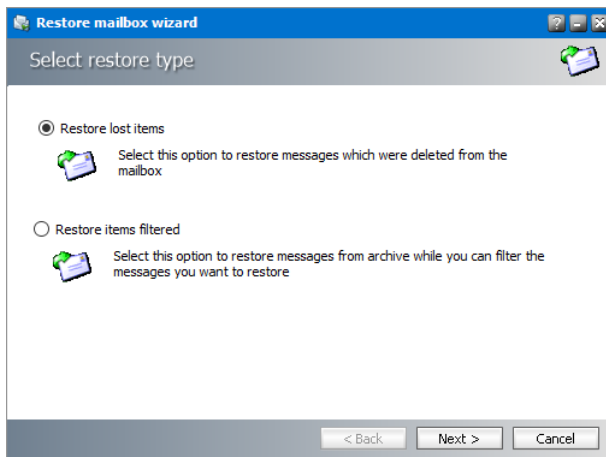 Restore mailbox wizard
Select restore type
Restore lost items
Select this option to restore messages which were deleted from the
mailbox
Restore items filtered
Select this option to restore messages from archive while you can filter the
messages you want to restore
< Back
Next >
Cancel